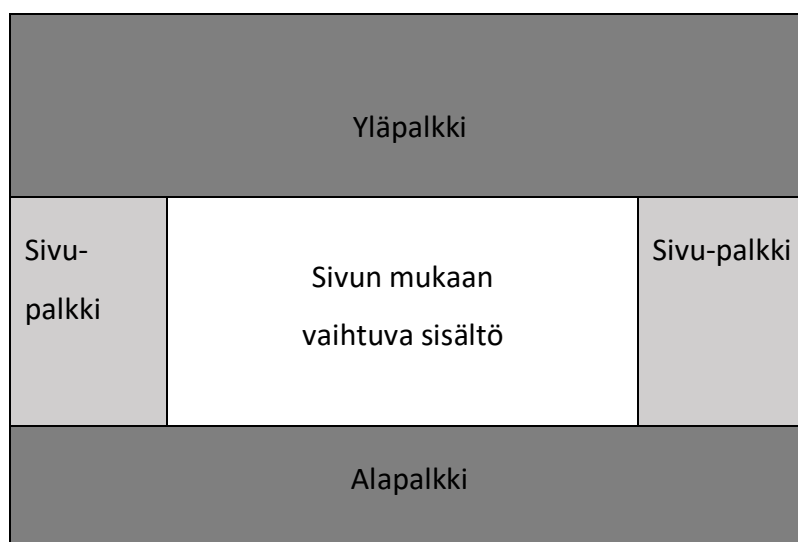 Yläpalkki
Sivu-
palkki
Sivun mukaan
vaihtuva sisältö
Sivu-palkki
Alapalkki